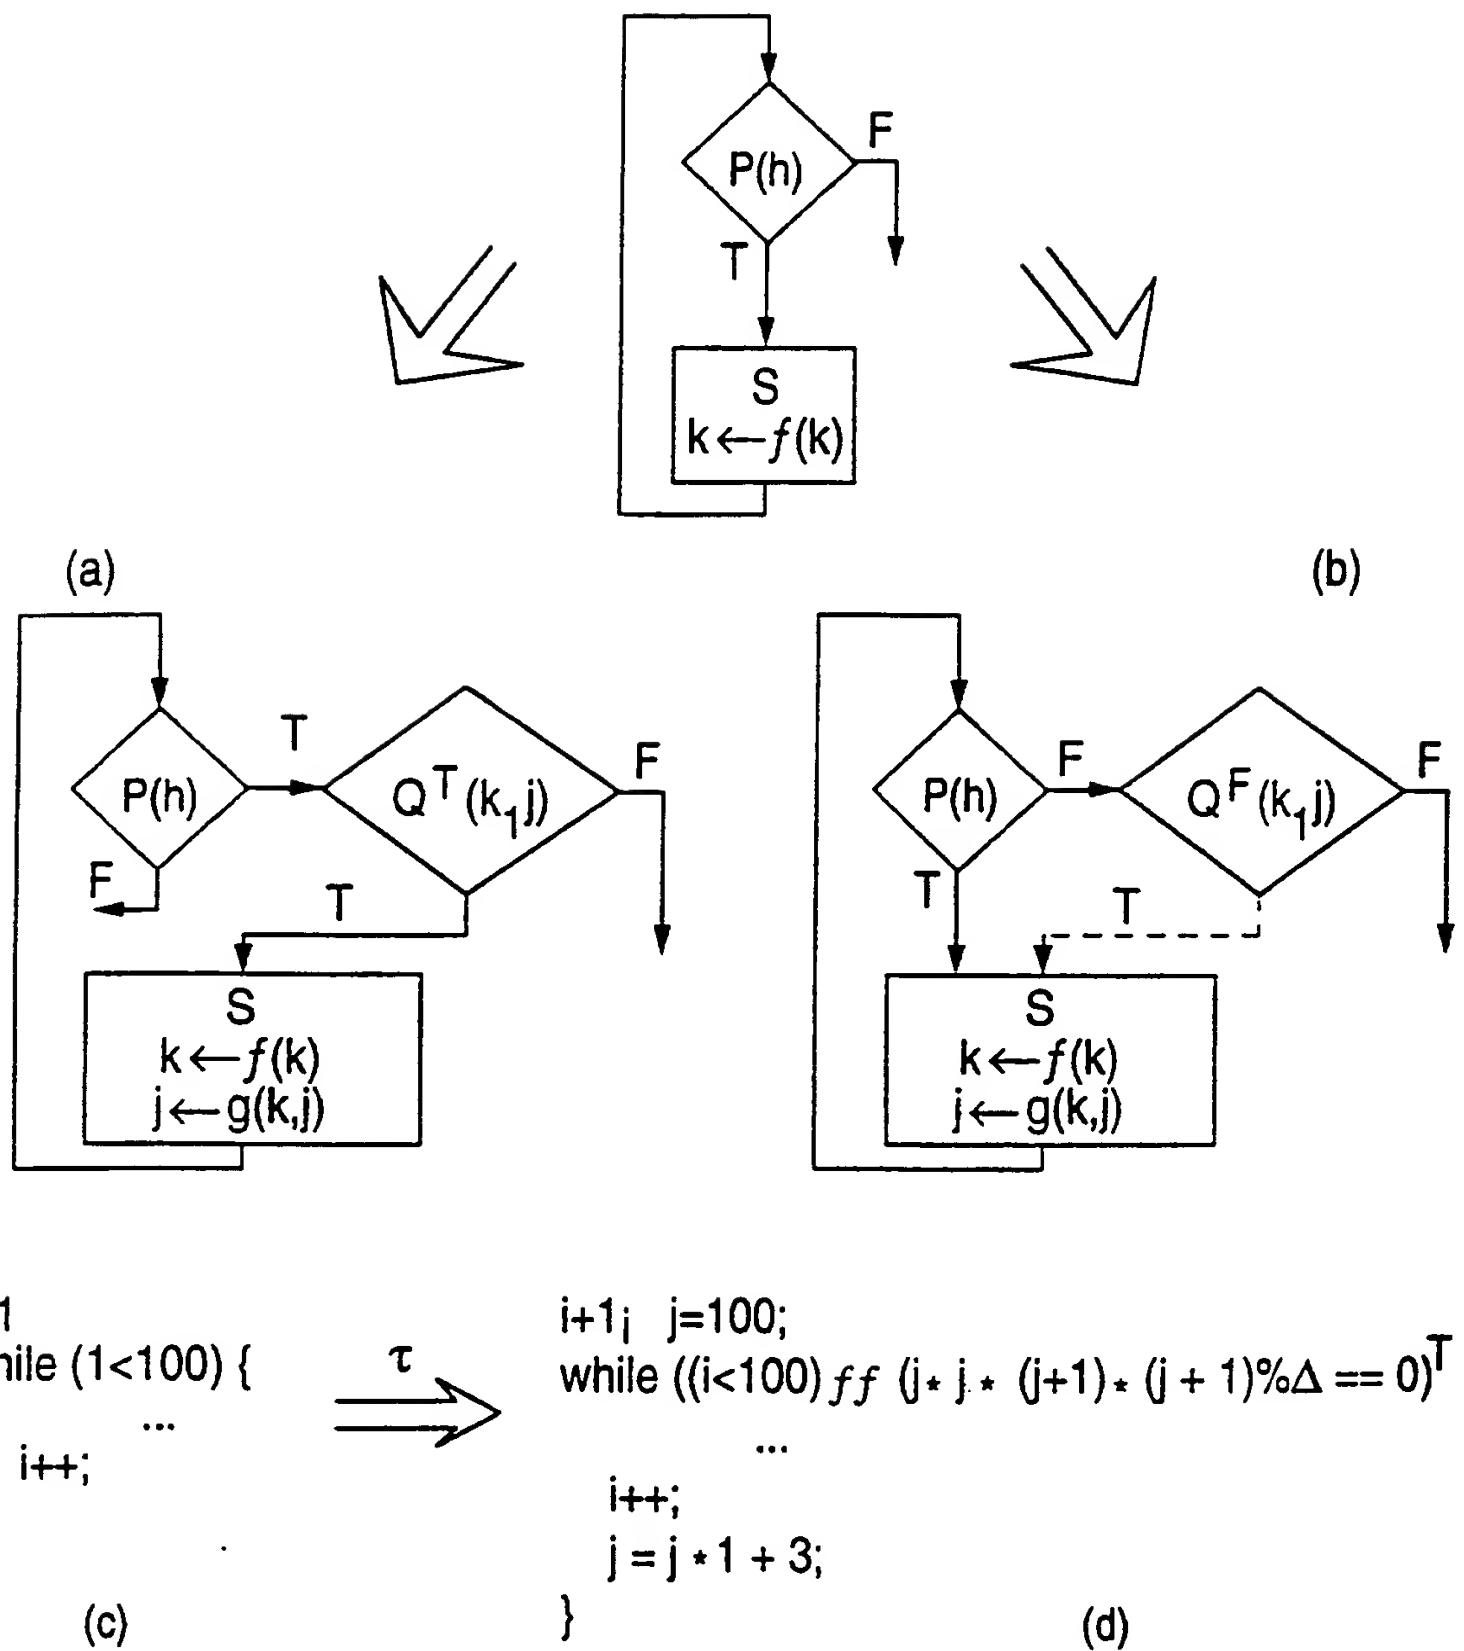 P(h)
F
T
S
k←f(k)
(a)
(b)
P(h)
T
Q^T(k₁j)
F
F
T
S
k←f(k)
j←g(k,j)
P(h)
F
Q^F(k₁j)
F
T
T
S
k←f(k)
j←g(k,j)
1
hile (1<100) {
...
i++;
τ
i+1¡ j=100;
while ((i<100)ff (j* j* (j+1)* (j + 1)%Δ == 0)^T
...
i++;
j = j * 1 + 3;
}
(c)
(d)